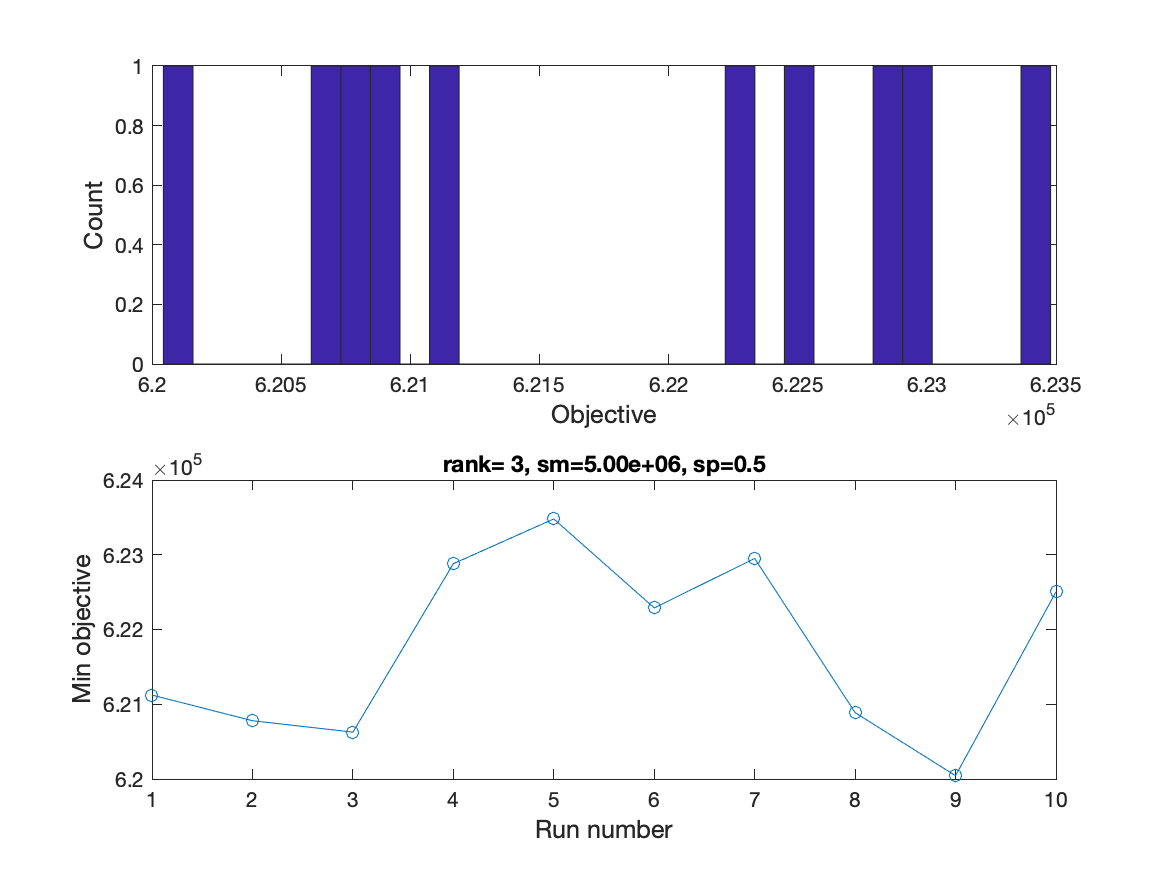 1
0.8
0.6
0.4
0.2
0
Count
6.2 6.205 6.21 6.215 6.22 6.225 6.23 6.235
Objective
×10^5
rank= 3, sm=5.00e+06, sp=0.5
×10^5
6.24
6.23
6.22
6.21
6.2
Min objective
1 2 3 4 5 6 7 8 9 10
Run number